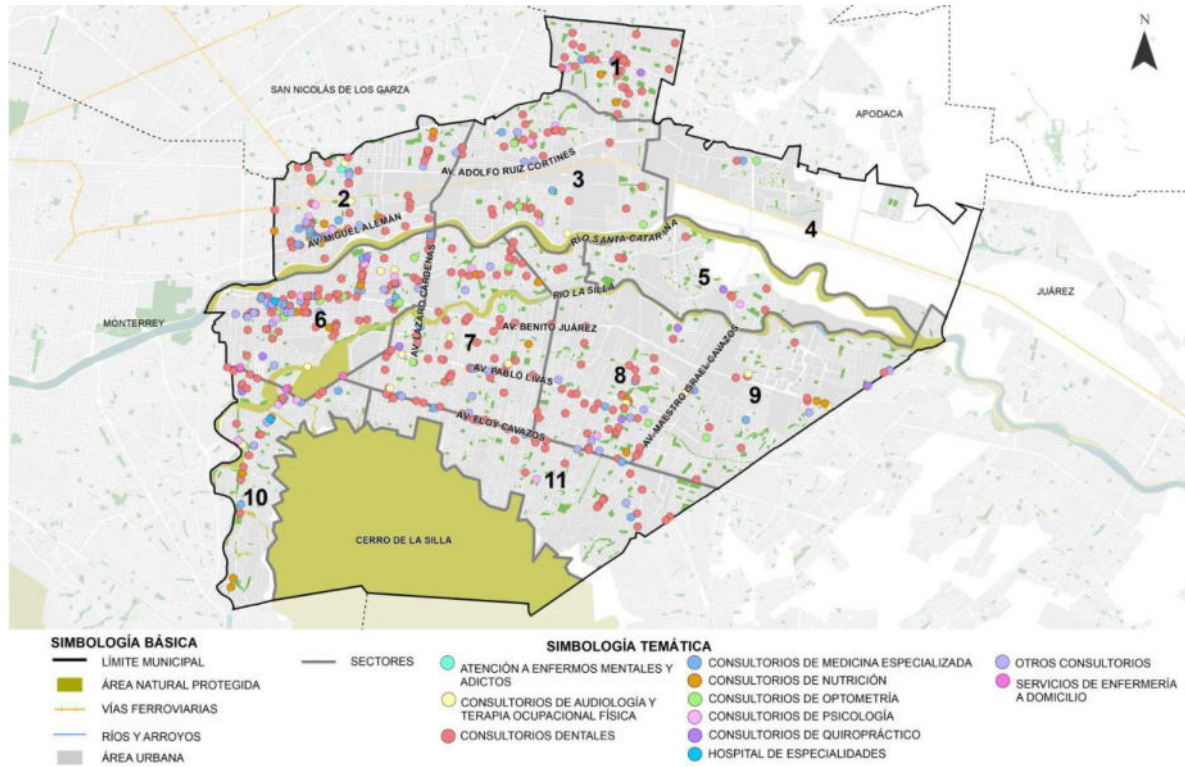 N
SAN NICOLÁS DE LOS GARZA
APODACA
1
AV. ADOLFO RUIZ CORTINES
3
2
AV. MIGUEL ALEMÁN
4
RÍO SANTA CATARINA
5
AV. LÁZARO CÁRDENAS
RIO LA SILLA
JUÁREZ
MONTERREY
6
AV. BENITO JUÁREZ
7
AV. PABLO LIVAS
8
AV. MAESTRO ISRAEL CAVAZOS
9
AV. ELOY CAVAZOS
11
10
CERRO DE LA SILLA
SIMBOLOGÍA BÁSICA
LÍMITE MUNICIPAL
ÁREA NATURAL PROTEGIDA
VÍAS FERROVIARIAS
RÍOS Y ARROYOS
ÁREA URBANA
SECTORES
SIMBOLOGÍA TEMÁTICA
ATENCIÓN A ENFERMOS MENTALES Y
ADICTOS
CONSULTORIOS DE AUDIOLOGÍA Y
TERAPIA OCUPACIONAL FÍSICA
CONSULTORIOS DENTALES
CONSULTORIOS DE MEDICINA ESPECIALIZADA
CONSULTORIOS DE NUTRICIÓN
CONSULTORIOS DE OPTOMETRÍA
CONSULTORIOS DE PSICOLOGÍA
CONSULTORIOS DE QUIROPRÁCTICO
HOSPITAL DE ESPECIALIDADES
OTROS CONSULTORIOS
SERVICIOS DE ENFERMERÍA
A DOMICILIO